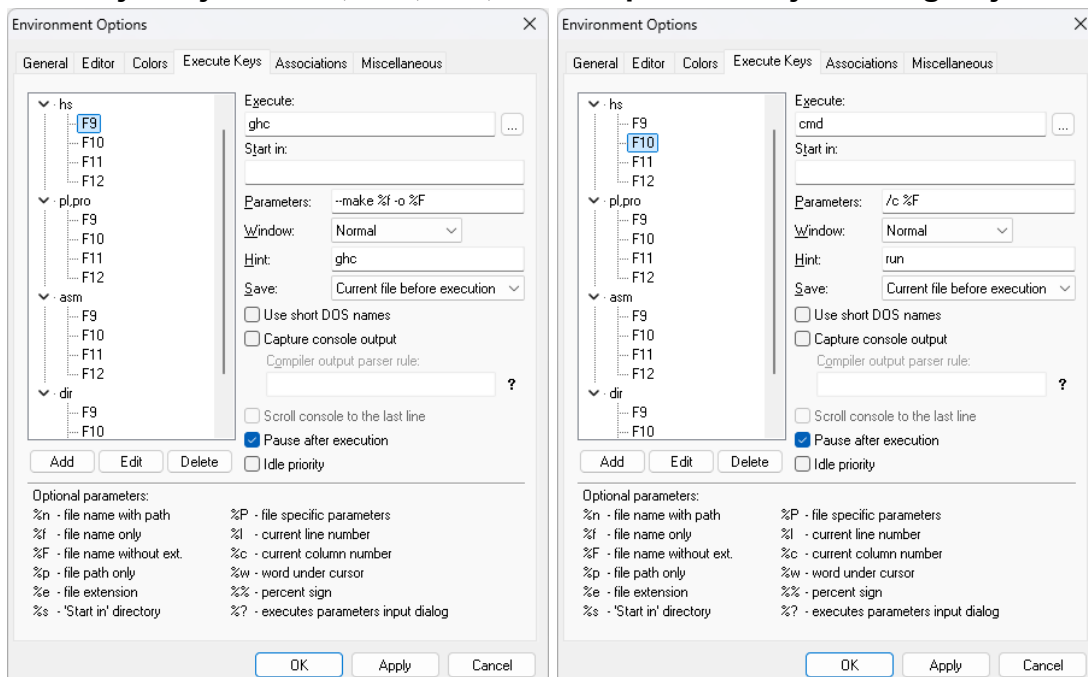 Environment Options
General Editor Colors Execute Keys Associations Miscellaneous
hs
F9
F10
F11
F12
pl,pro
F9
F10
F11
F12
asm
F9
F10
F11
F12
dir
F9
F10
Add Edit Delete
Execute:
ghc
...
Start in:
Parameters: --make %f -o %F
Window: Normal
Hint: ghc
Save: Current file before execution
Use short DOS names
Capture console output
Compiler output parser rule:
?
Scroll console to the last line
Pause after execution
Idle priority
Optional parameters:
%n - file name with path %P - file specific parameters
%f - file name only %l - current line number
%F - file name without ext. %c - current column number
%p - file path only %w - word under cursor
%e - file extension %% - percent sign
%s - 'Start in' directory %? - executes parameters input dialog
OK Apply Cancel
Environment Options
General Editor Colors Execute Keys Associations Miscellaneous
hs
F9
F10
F11
F12
pl,pro
F9
F10
F11
F12
asm
F9
F10
F11
F12
dir
F9
F10
Add Edit Delete
Execute:
cmd
...
Start in:
Parameters: /c %F
Window: Normal
Hint: run
Save: Current file before execution
Use short DOS names
Capture console output
Compiler output parser rule:
?
Scroll console to the last line
Pause after execution
Idle priority
Optional parameters:
%n - file name with path %P - file specific parameters
%f - file name only %l - current line number
%F - file name without ext. %c - current column number
%p - file path only %w - word under cursor
%e - file extension %% - percent sign
%s - 'Start in' directory %? - executes parameters input dialog
OK Apply Cancel